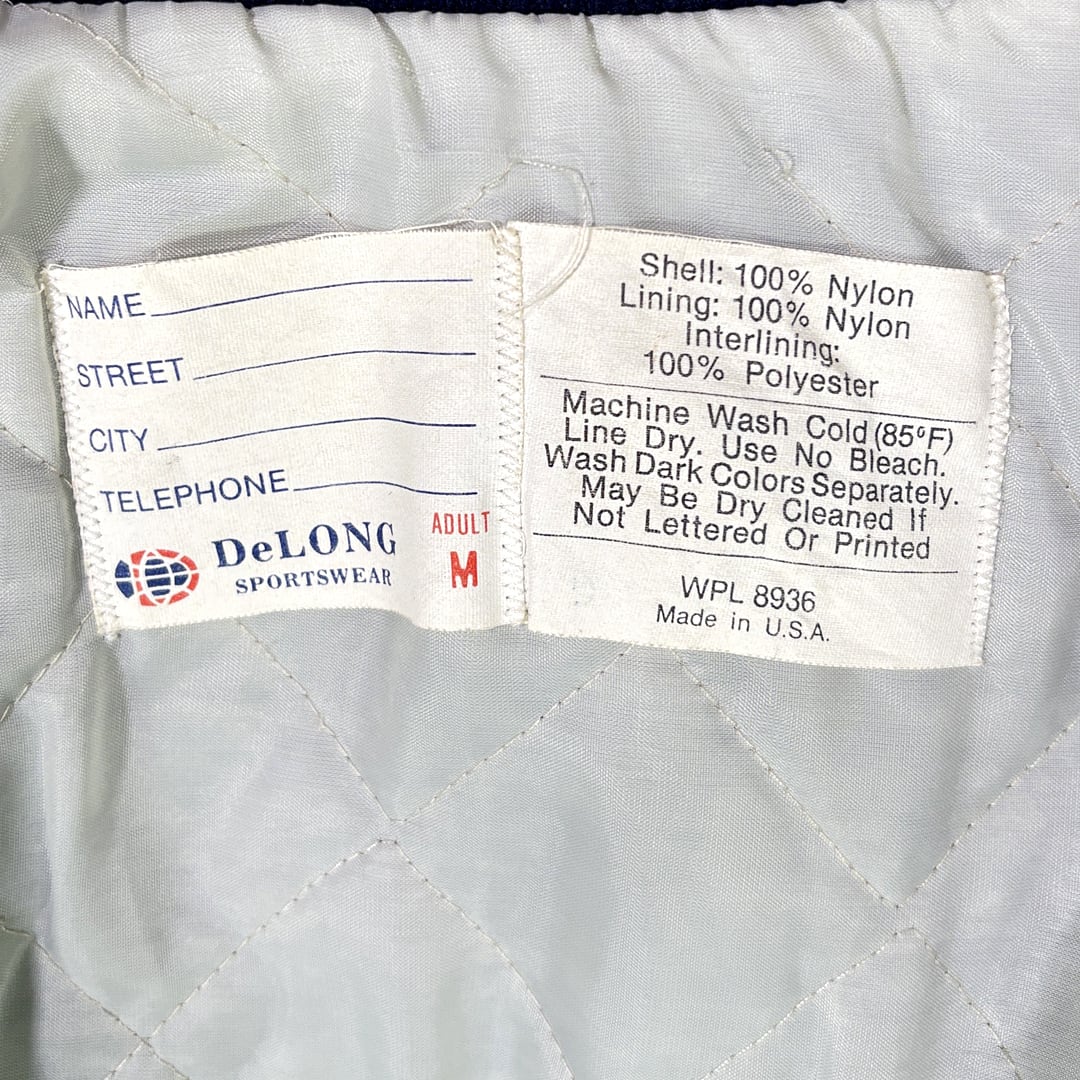 NAME
STREET
CITY
TELEPHONE
DeLONG
SPORTSWEAR
ADULT
M
Shell: 100% Nylon
Lining: 100% Nylon
Interlining:
100% Polyester
Machine Wash Cold (85ºF)
Line Dry. Use No Bleach.
Wash Dark Colors Separately.
May Be Dry Cleaned If
Not Lettered Or Printed
WPL 8936
Made in U.S.A.